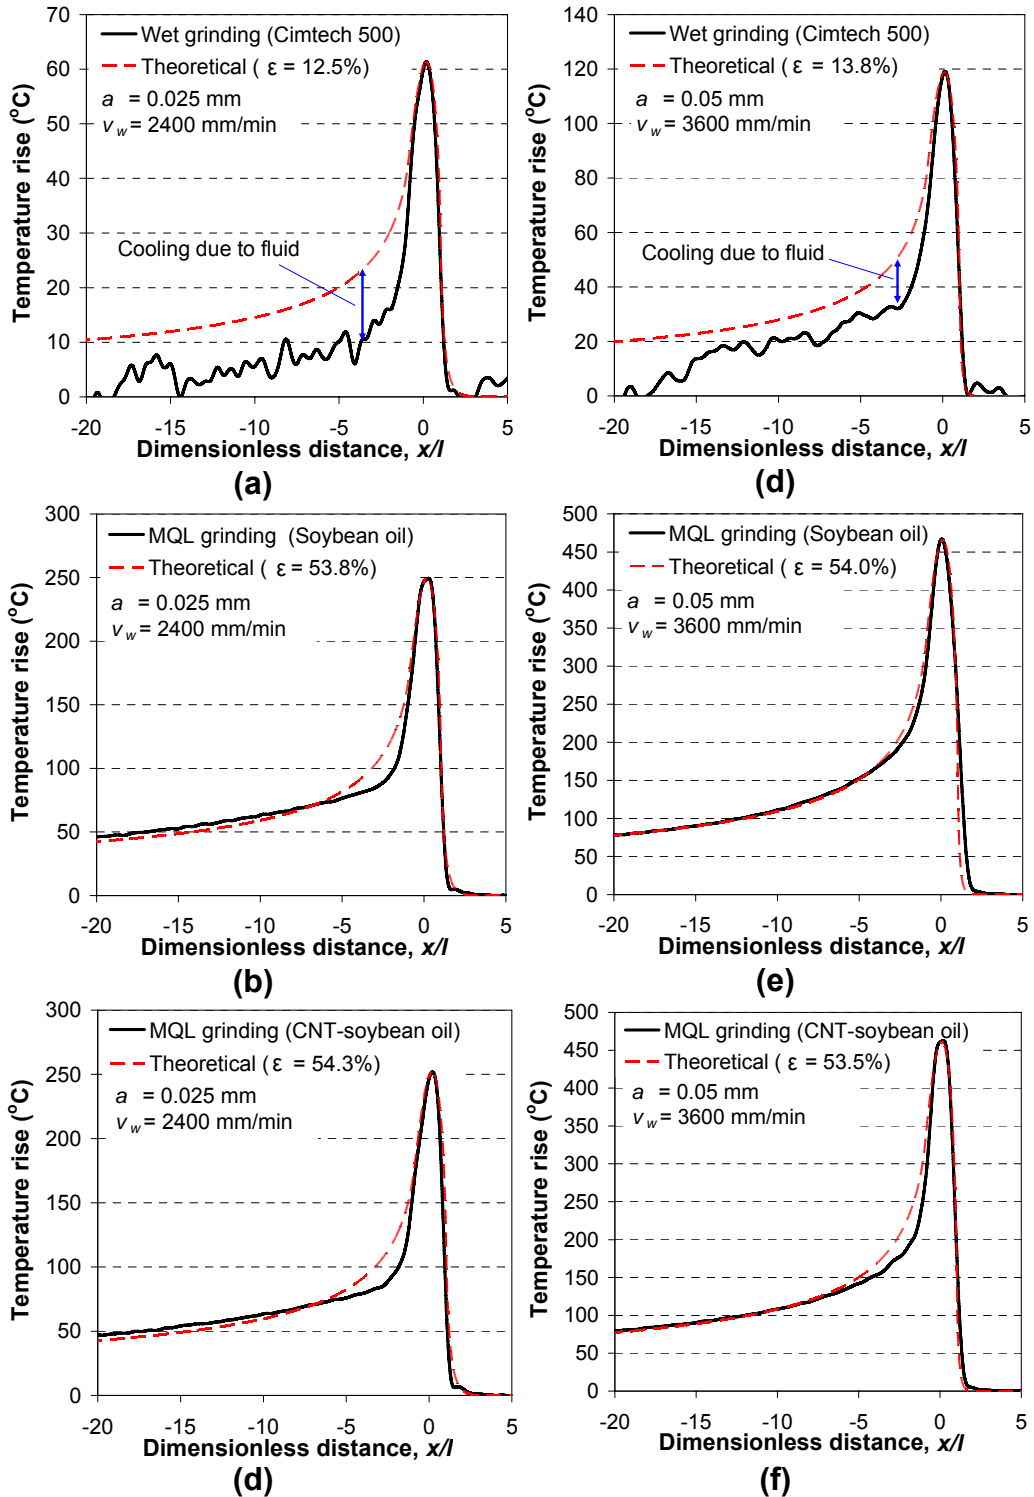 70
60
50
40
30
20
10
0
Temperature rise (°C)
Wet grinding (Cimtech 500)
Theoretical ( ε = 12.5%)
a = 0.025 mm
v_w = 2400 mm/min
Cooling due to fluid
-20 -15 -10 -5 0 5
Dimensionless distance, x/l
(a)
140
120
100
80
60
40
20
0
Temperature rise (°C)
Wet grinding (Cimtech 500)
Theoretical ( ε = 13.8%)
a = 0.05 mm
v_w = 3600 mm/min
Cooling due to fluid
-20 -15 -10 -5 0 5
Dimensionless distance, x/l
(d)
300
250
200
150
100
50
0
Temperature rise (°C)
MQL grinding (Soybean oil)
Theoretical ( ε = 53.8%)
a = 0.025 mm
v_w = 2400 mm/min
-20 -15 -10 -5 0 5
Dimensionless distance, x/l
(b)
500
450
400
350
300
250
200
150
100
50
0
Temperature rise (°C)
MQL grinding (Soybean oil)
Theoretical ( ε = 54.0%)
a = 0.05 mm
v_w = 3600 mm/min
-20 -15 -10 -5 0 5
Dimensionless distance, x/l
(e)
300
250
200
150
100
50
0
Temperature rise (°C)
MQL grinding (CNT-soybean oil)
Theoretical ( ε = 54.3%)
a = 0.025 mm
v_w = 2400 mm/min
-20 -15 -10 -5 0 5
Dimensionless distance, x/l
(d)
500
450
400
350
300
250
200
150
100
50
0
Temperature rise (°C)
MQL grinding (CNT-soybean oil)
Theoretical ( ε = 53.5%)
a = 0.05 mm
v_w = 3600 mm/min
-20 -15 -10 -5 0 5
Dimensionless distance, x/l
(f)